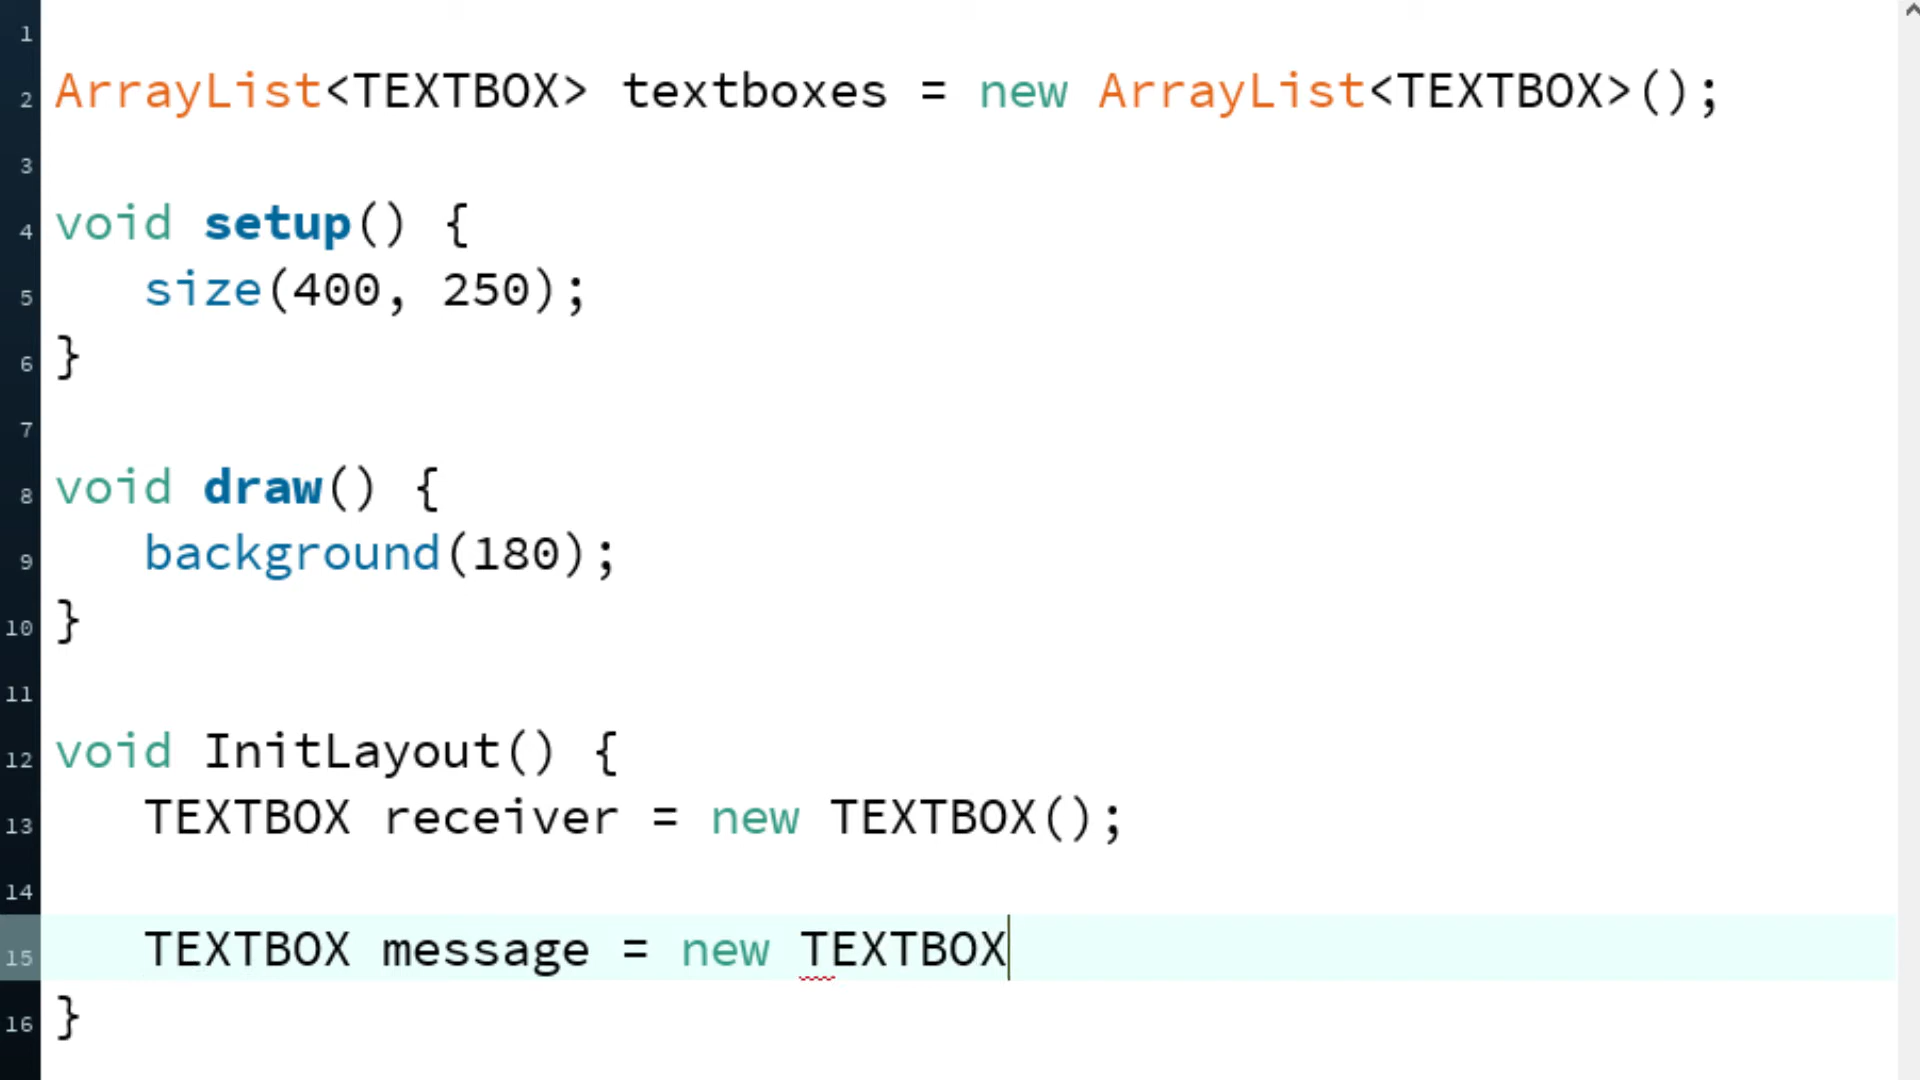 1
2 ArrayList<TEXTBOX> textboxes = new ArrayList<TEXTBOX>();
3
4 void setup() {
5    size(400, 250);
6 }
7
8 void draw() {
9    background(180);
10 }
11
12 void InitLayout() {
13    TEXTBOX receiver = new TEXTBOX();
14
15    TEXTBOX message = new TEXTBOX
16 }